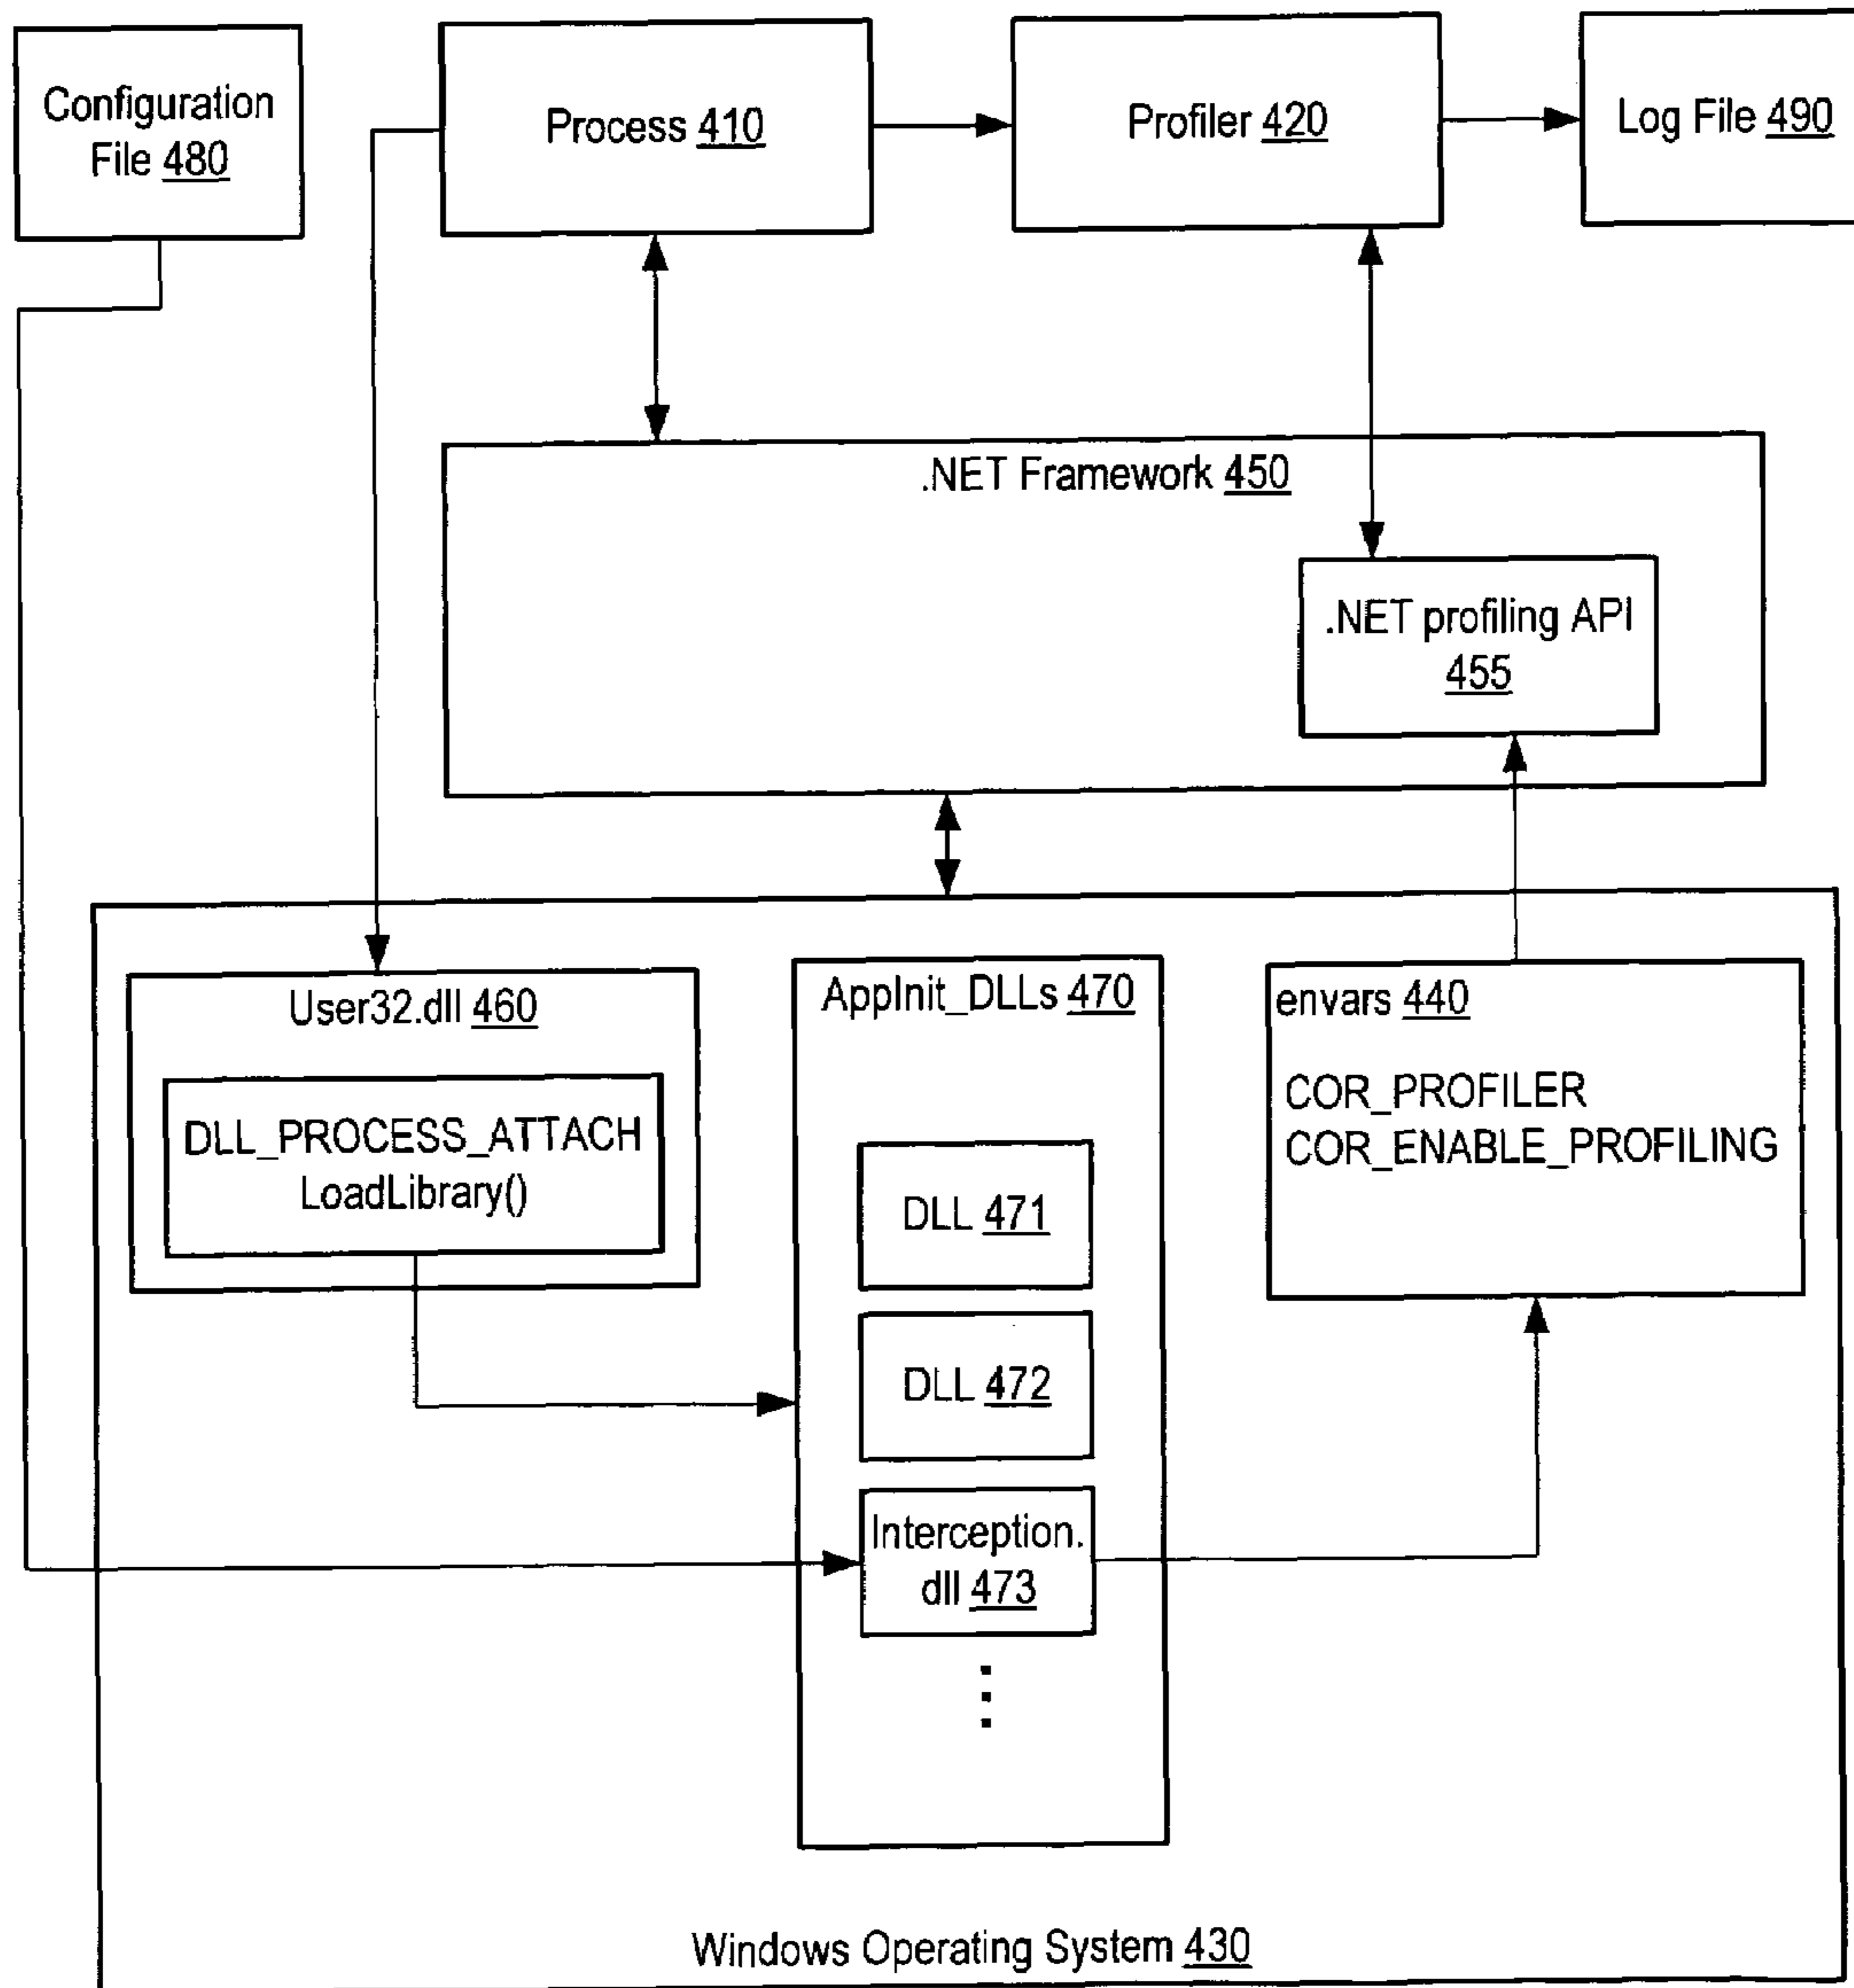 Configuration
File 480
Process 410
Profiler 420
Log File 490
.NET Framework 450
.NET profiling API
455
User32.dll 460
DLL_PROCESS_ATTACH
LoadLibrary()
AppInit_DLLs 470
DLL 471
DLL 472
Interception.
dll 473
envars 440
COR_PROFILER
COR_ENABLE_PROFILING
Windows Operating System 430